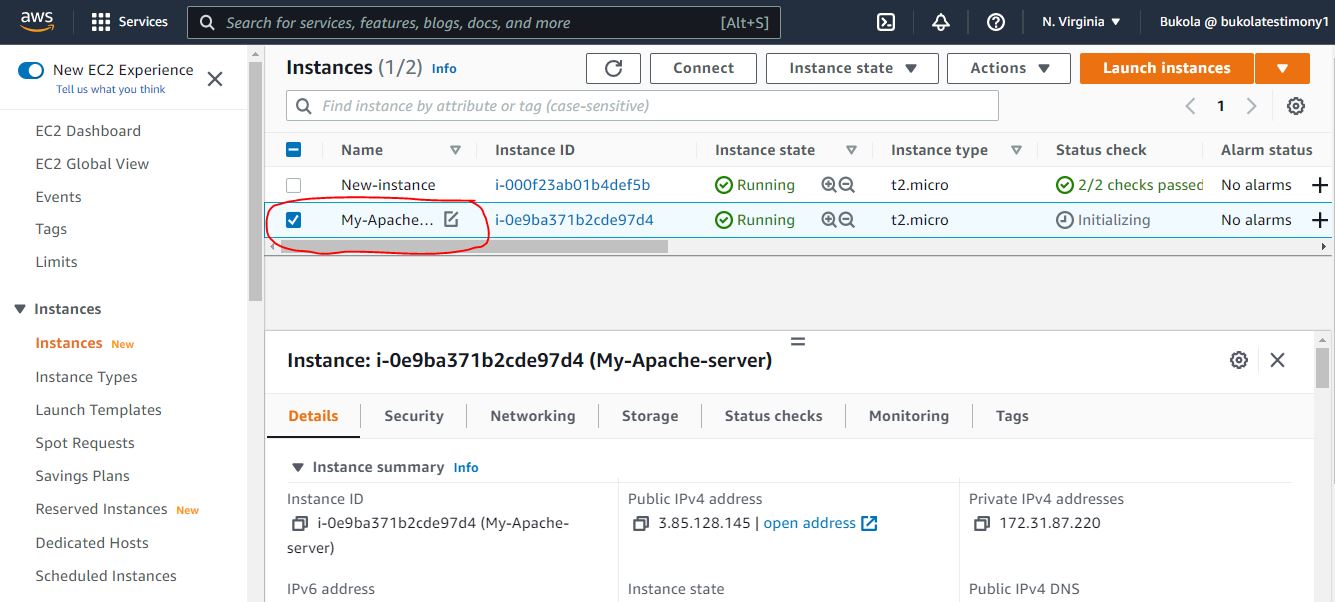 aws Services Search for services, features, blogs, docs, and more [Alt+S] N. Virginia Bukola @ bukolatestimony1
New EC2 Experience
Tell us what you think
EC2 Dashboard
EC2 Global View
Events
Tags
Limits
Instances
Instances New
Instance Types
Launch Templates
Spot Requests
Savings Plans
Reserved Instances New
Dedicated Hosts
Scheduled Instances
Instances (1/2) Info Connect Instance state Actions Launch instances
Find instance by attribute or tag (case-sensitive) 1
Name Instance ID Instance state Instance type Status check Alarm status
New-instance i-000f23ab01b4def5b Running t2.micro 2/2 checks passed No alarms
My-Apache... i-0e9ba371b2cde97d4 Running t2.micro Initializing No alarms
Instance: i-0e9ba371b2cde97d4 (My-Apache-server)
Details Security Networking Storage Status checks Monitoring Tags
Instance summary Info
Instance ID Public IPv4 address Private IPv4 addresses
i-0e9ba371b2cde97d4 (My-Apache- 3.85.128.145 | open address 172.31.87.220
server)
IPv6 address Instance state Public IPv4 DNS